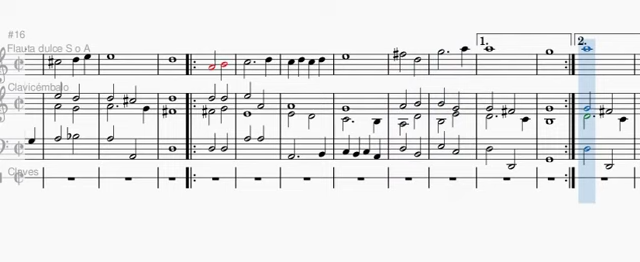 #16
Flauta dulce S o A
1.
2.
Clavicémbalo
Claves